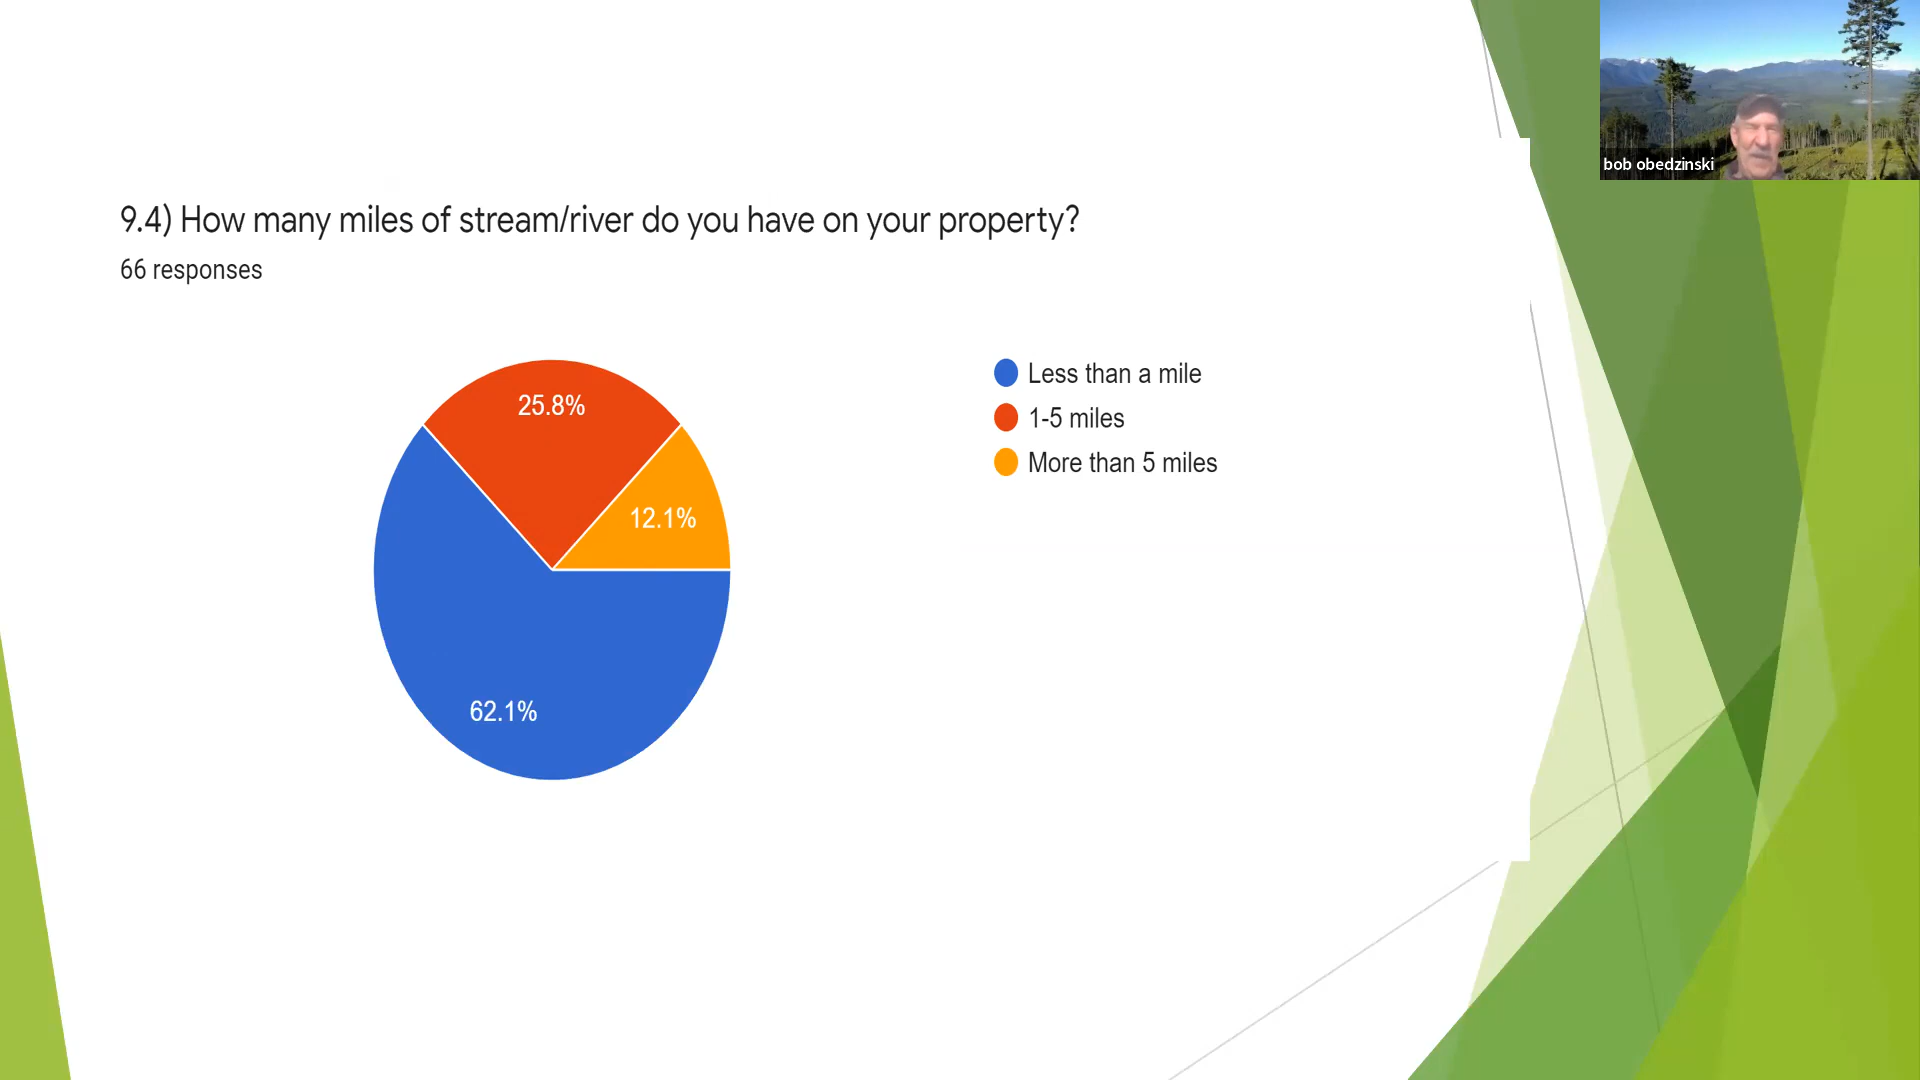 bob obedzinski
9.4) How many miles of stream/river do you have on your property?
66 responses
25.8%
12.1%
62.1%
Less than a mile
1-5 miles
More than 5 miles